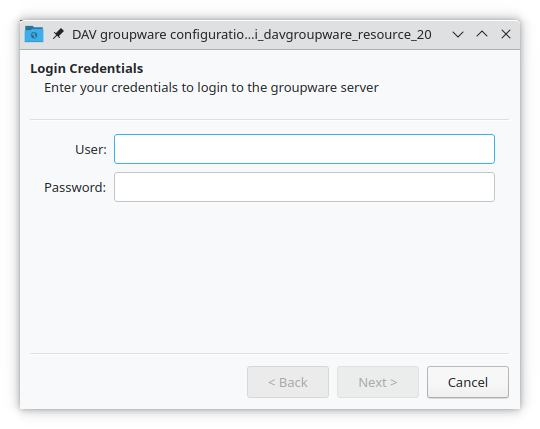 DAV groupware configuratio...i_davgroupware_resource_20
Login Credentials
Enter your credentials to login to the groupware server
User:
Password:
< Back
Next >
Cancel